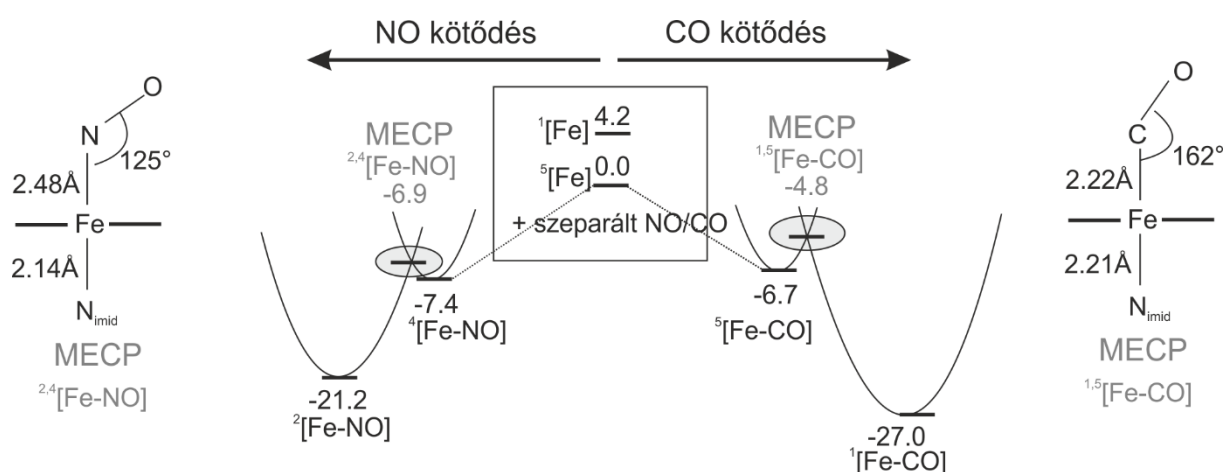 NO kötődés
CO kötődés
O
N
125°
2.48Å
Fe
2.14Å
N_imid
MECP
²,⁴[Fe-NO]
MECP
²,⁴[Fe-NO]
-6.9
¹[Fe] 4.2
⁵[Fe] 0.0
+ szeparált NO/CO
MECP
¹,⁵[Fe-CO]
-4.8
-7.4
⁴[Fe-NO]
-6.7
⁵[Fe-CO]
-21.2
²[Fe-NO]
-27.0
¹[Fe-CO]
O
C
162°
2.22Å
Fe
2.21Å
N_imid
MECP
¹,⁵[Fe-CO]